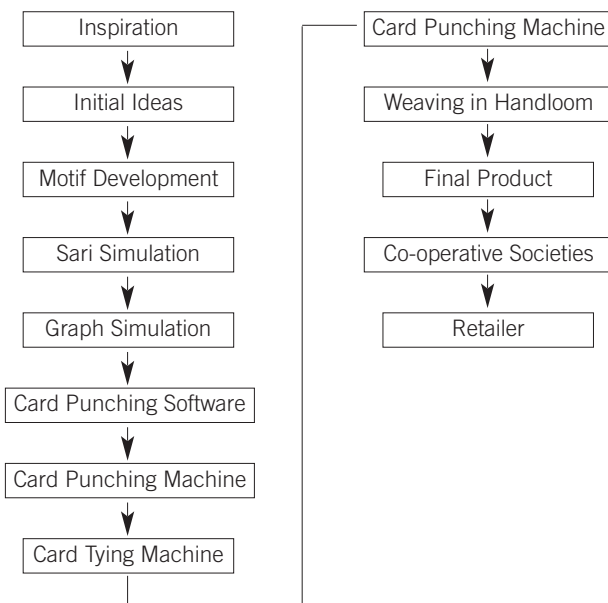 Inspiration
Initial Ideas
Motif Development
Sari Simulation
Graph Simulation
Card Punching Software
Card Punching Machine
Card Tying Machine
Card Punching Machine
Weaving in Handloom
Final Product
Co-operative Societies
Retailer